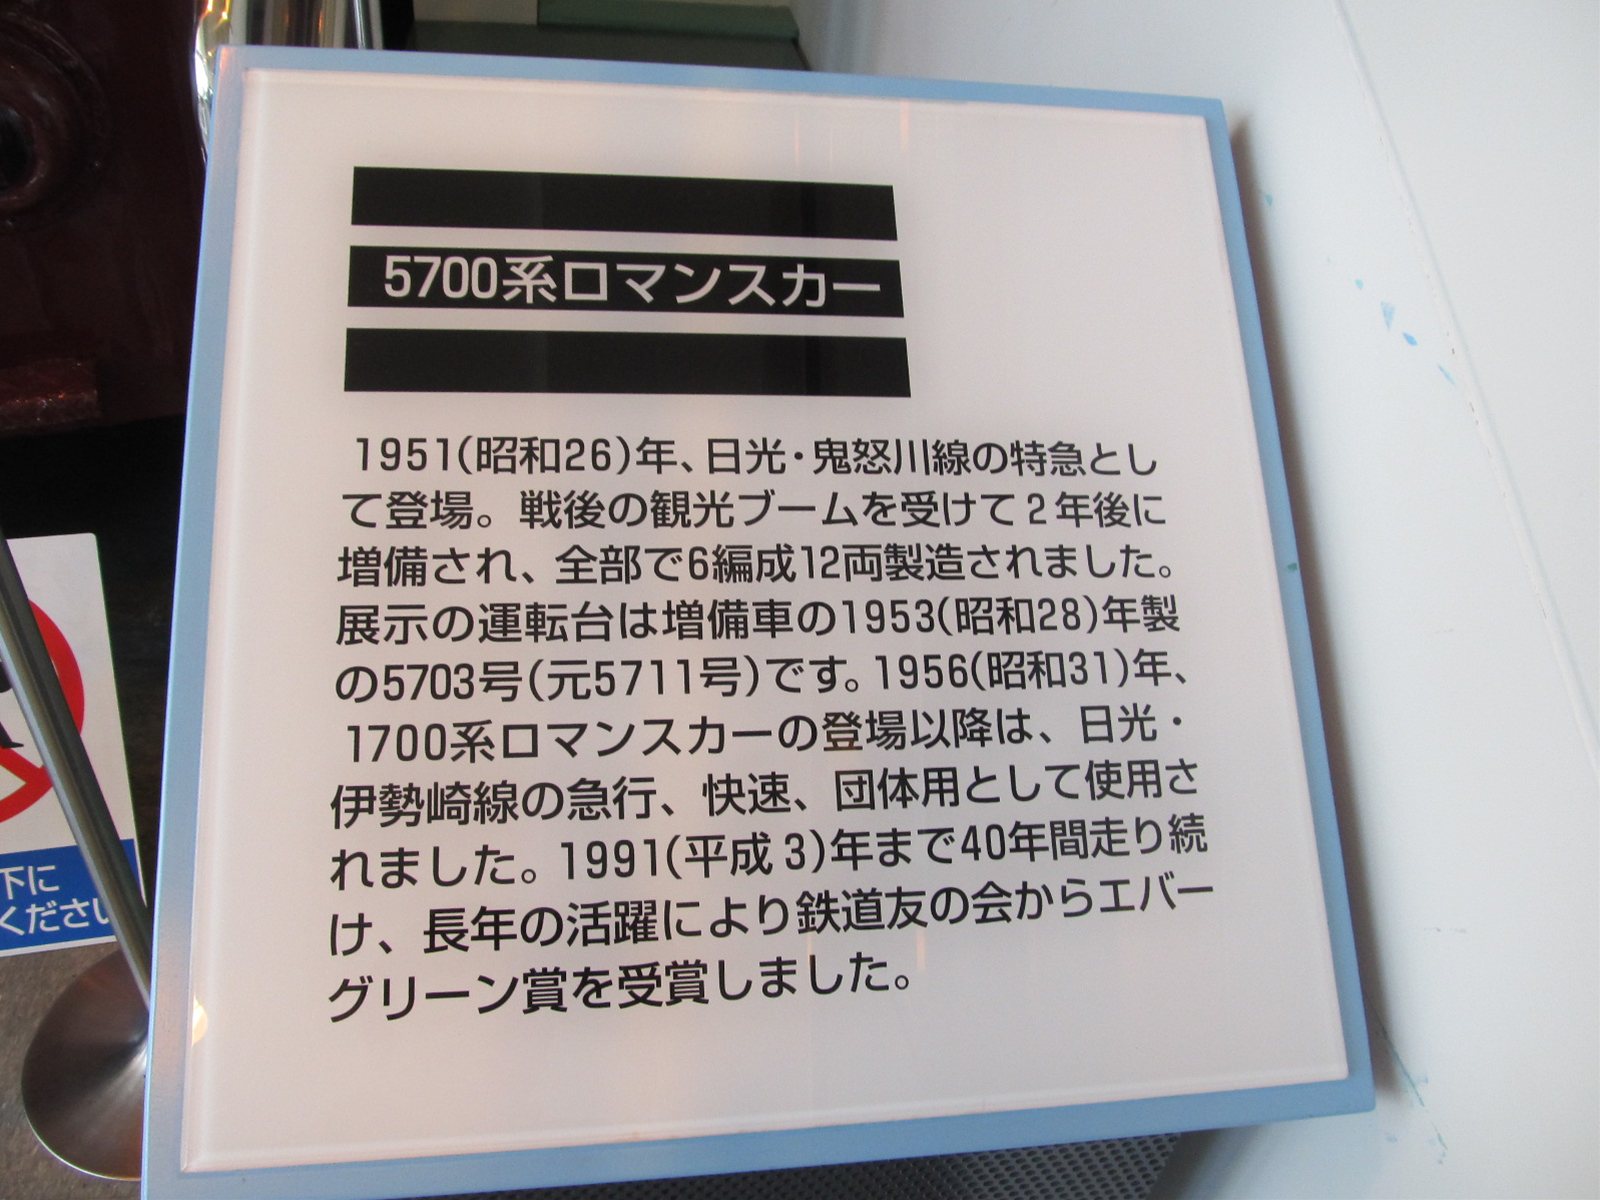 5700系ロマンスカー
1951(昭和26)年、日光・鬼怒川線の特急とし
て登場。戦後の観光ブームを受けて2年後に
増備され、全部で6編成12両製造されました。
展示の運転台は増備車の1953(昭和28)年製
の5703号(元5711号)です。1956(昭和31)年、
1700系ロマンスカーの登場以降は、日光・
伊勢崎線の急行、快速、団体用として使用さ
れました。1991(平成3)年まで40年間走り続
け、長年の活躍により鉄道友の会からエバー
グリーン賞を受賞しました。
下に
ください